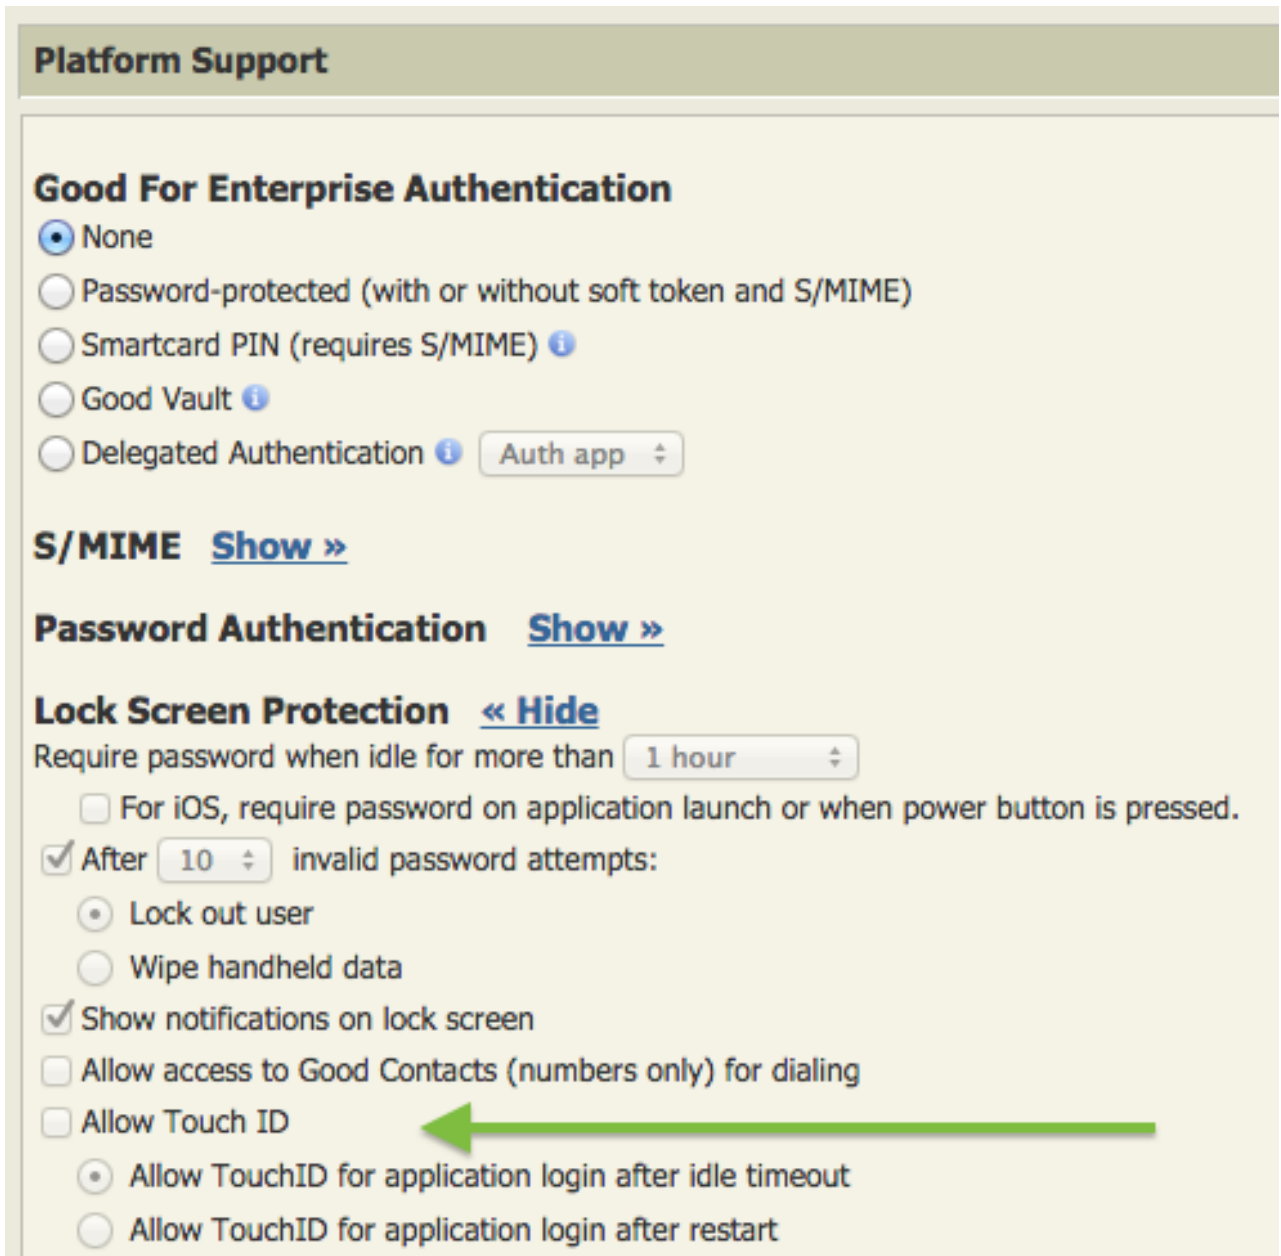 Platform Support
Good For Enterprise Authentication
None
Password-protected (with or without soft token and S/MIME)
Smartcard PIN (requires S/MIME) i
Good Vault i
Delegated Authentication i Auth app
S/MIME Show »
Password Authentication Show »
Lock Screen Protection « Hide
Require password when idle for more than 1 hour
For iOS, require password on application launch or when power button is pressed.
After 10 invalid password attempts:
Lock out user
Wipe handheld data
Show notifications on lock screen
Allow access to Good Contacts (numbers only) for dialing
Allow Touch ID
Allow TouchID for application login after idle timeout
Allow TouchID for application login after restart